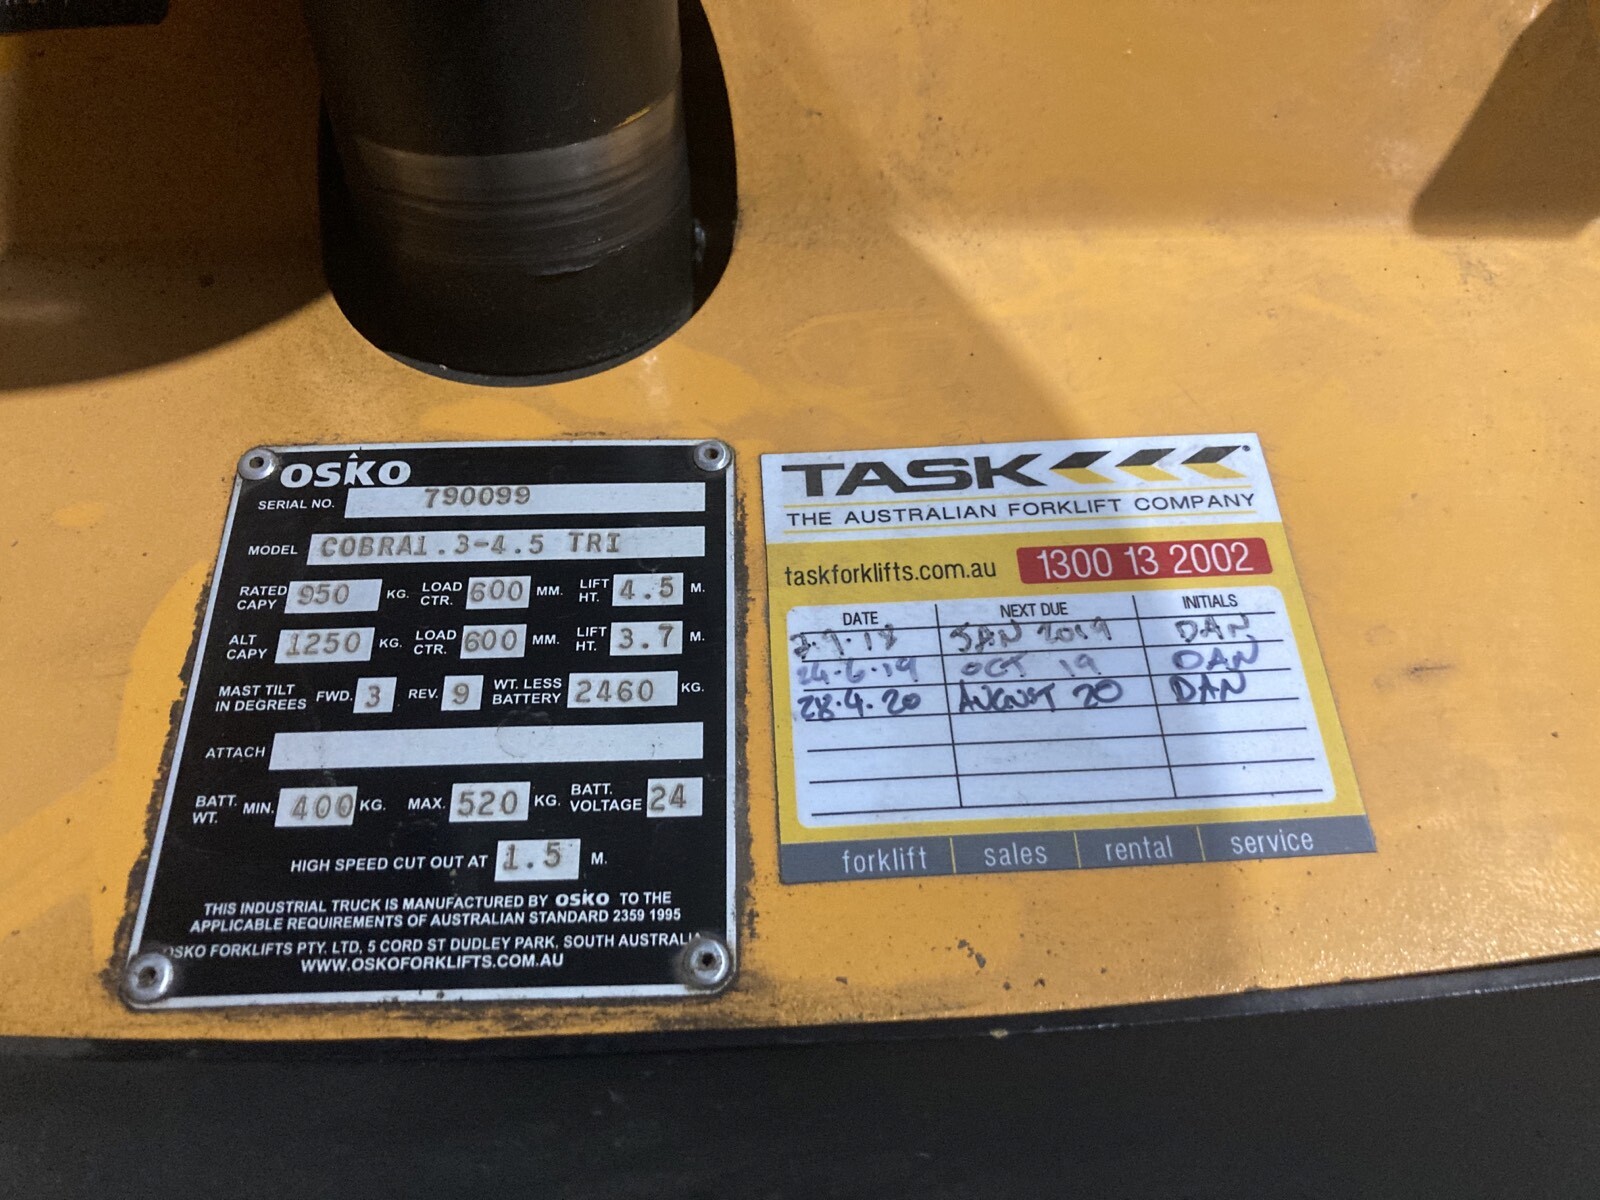 OSKO
SERIAL NO. 790099
MODEL COBRA1.3-4.5 TRI
RATED CAPY 950 KG. LOAD CTR. 600 MM. LIFT HT. 4.5 M.
ALT CAPY 1250 KG. LOAD CTR. 600 MM. LIFT HT. 3.7 M.
MAST TILT IN DEGREES FWD. 3 REV. 9 WT. LESS BATTERY 2460 KG.
ATTACH
BATT. WT. MIN. 400 KG. MAX. 520 KG. BATT. VOLTAGE 24
HIGH SPEED CUT OUT AT 1.5 M.
THIS INDUSTRIAL TRUCK IS MANUFACTURED BY OSKO TO THE
APPLICABLE REQUIREMENTS OF AUSTRALIAN STANDARD 2359 1995
OSKO FORKLIFTS PTY. LTD, 5 CORD ST DUDLEY PARK, SOUTH AUSTRALIA
WWW.OSKOFORKLIFTS.COM.AU
TASK
THE AUSTRALIAN FORKLIFT COMPANY
taskforklifts.com.au 1300 13 2002
DATE NEXT DUE INITIALS
JAN 2019 DAN
24.6.19 OCT 19 DAN
28.4.20 AUGUST 20 DAN
forklift sales rental service